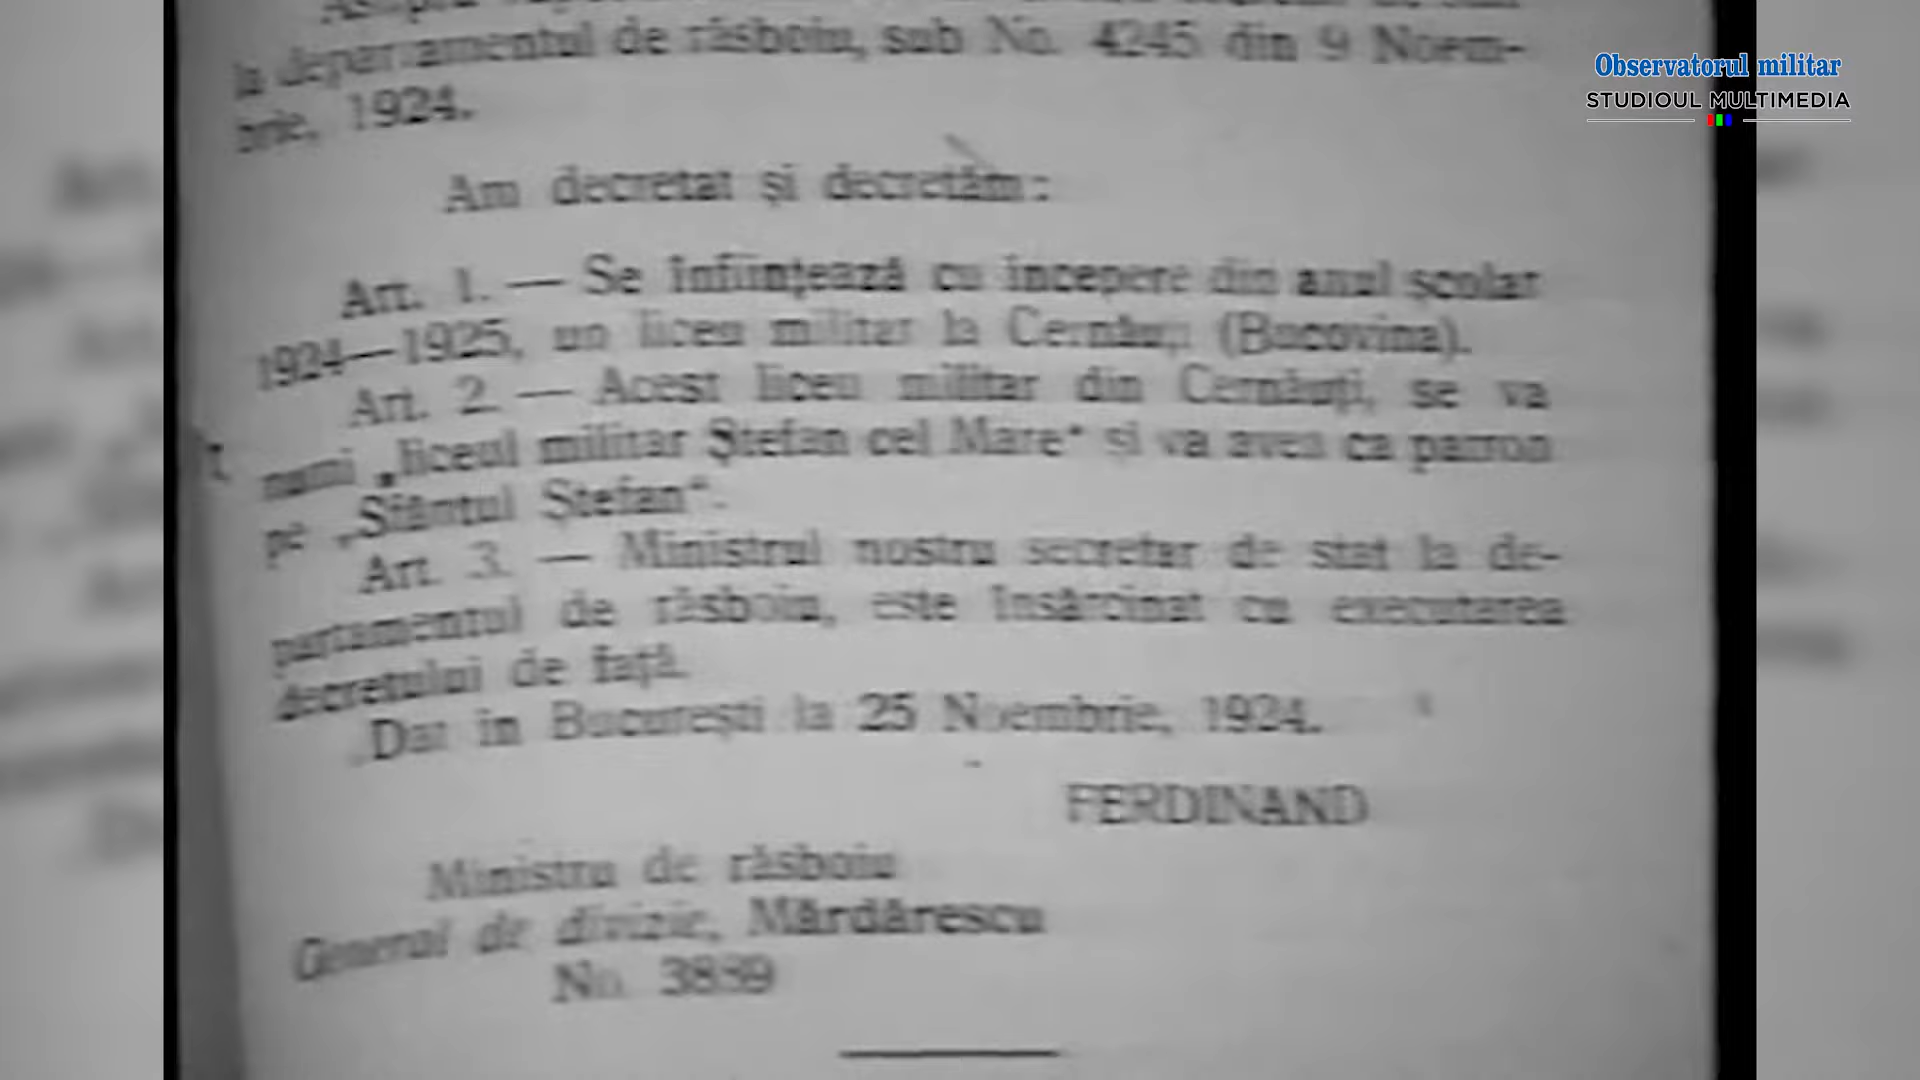 la departamentul de răsboiu, sub No. 4245 din 9 Noem-
brie, 1924.
Observatorul militar
STUDIOUL MULTIMEDIA
Am decretat și decretăm:
Art. 1. — Se înființează cu începere din anul școlar
1924—1925, un liceu militar la Cernăuți (Bucovina).
Art. 2. — Acest liceu militar din Cernăuți, se va
numi „liceul militar Ștefan cel Mare“ și va avea ca patron
pe „Sfântul Ștefan“.
Art. 3. — Ministrul nostru secretar de stat la de-
partamentul de răsboiu, este însărcinat cu executarea
decretului de față.
Dat in București la 25 Noembrie, 1924.
FERDINAND
Ministru de răsboiu
General de divizie, Mărdărescu
No. 3839